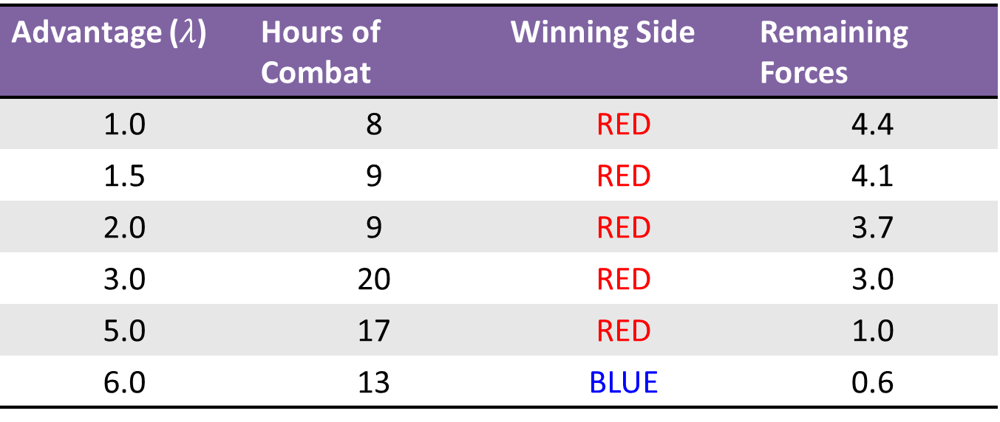 Advantage (λ) Hours of Combat Winning Side Remaining Forces
1.0 8 RED 4.4
1.5 9 RED 4.1
2.0 9 RED 3.7
3.0 20 RED 3.0
5.0 17 RED 1.0
6.0 13 BLUE 0.6